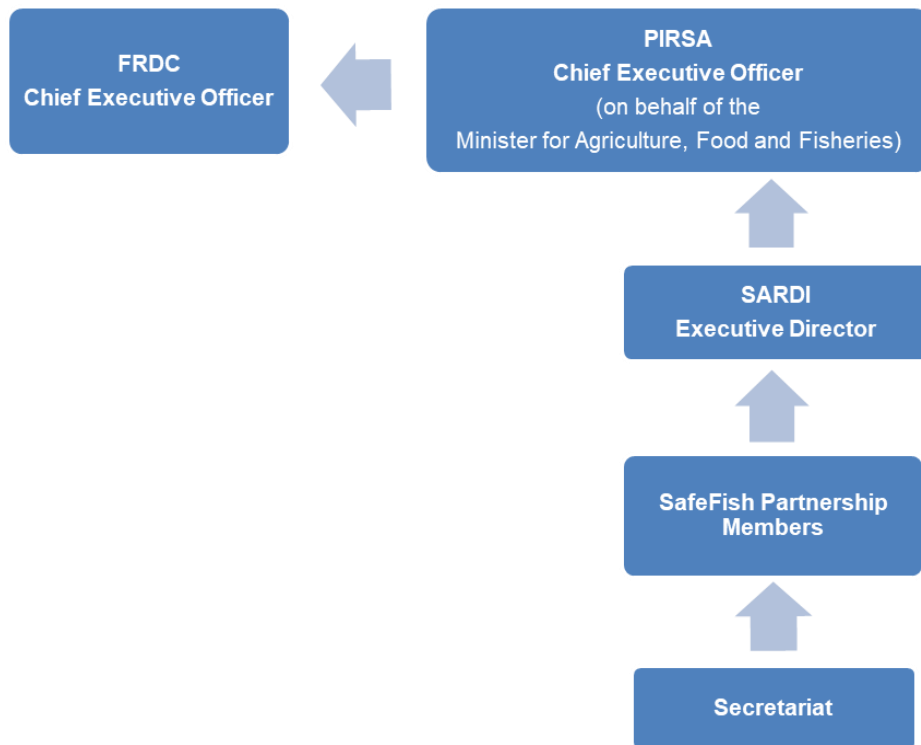 FRDC
Chief Executive Officer
PIRSA
Chief Executive Officer
(on behalf of the
Minister for Agriculture, Food and Fisheries)
SARDI
Executive Director
SafeFish Partnership
Members
Secretariat